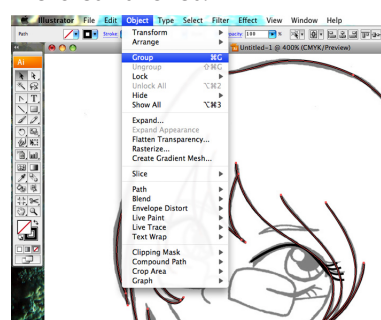 Illustrator File Edit Object Type Select Filter Effect View Window Help
Path Stroke 100 %
Untitled-1 @ 400% (CMYK/Preview)
Ai
Transform
Arrange
Group ⌘G
Ungroup ⇧⌘G
Lock
Unlock All ⌥⌘2
Hide
Show All ⌥⌘3
Expand...
Expand Appearance
Flatten Transparency...
Rasterize...
Create Gradient Mesh...
Slice
Path
Blend
Envelope Distort
Live Paint
Live Trace
Text Wrap
Clipping Mask
Compound Path
Crop Area
Graph